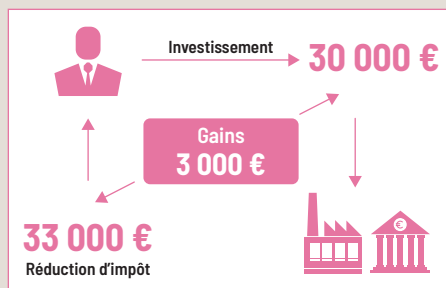 Investissement
30 000 €
Gains
3 000 €
33 000 €
Réduction d'impôt
€